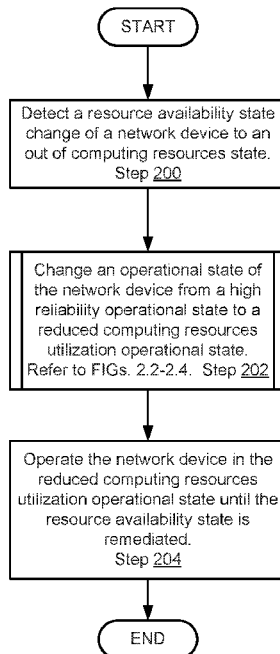 START
Detect a resource availability state
change of a network device to an
out of computing resources state.
Step 200
Change an operational state of
the network device from a high
reliability operational state to a
reduced computing resources
utilization operational state.
Refer to FIGs. 2.2-2.4. Step 202
Operate the network device in the
reduced computing resources
utilization operational state until the
resource availability state is
remediated.
Step 204
END